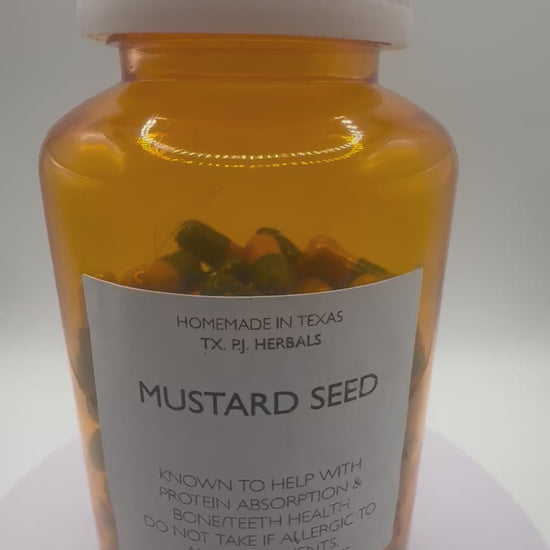 HOMEMADE IN TEXAS
TX. P.J. HERBALS
MUSTARD SEED
KNOWN TO HELP WITH
PROTEIN ABSORPTION &
BONE/TEETH HEALTH.
DO NOT TAKE IF ALLERGIC TO